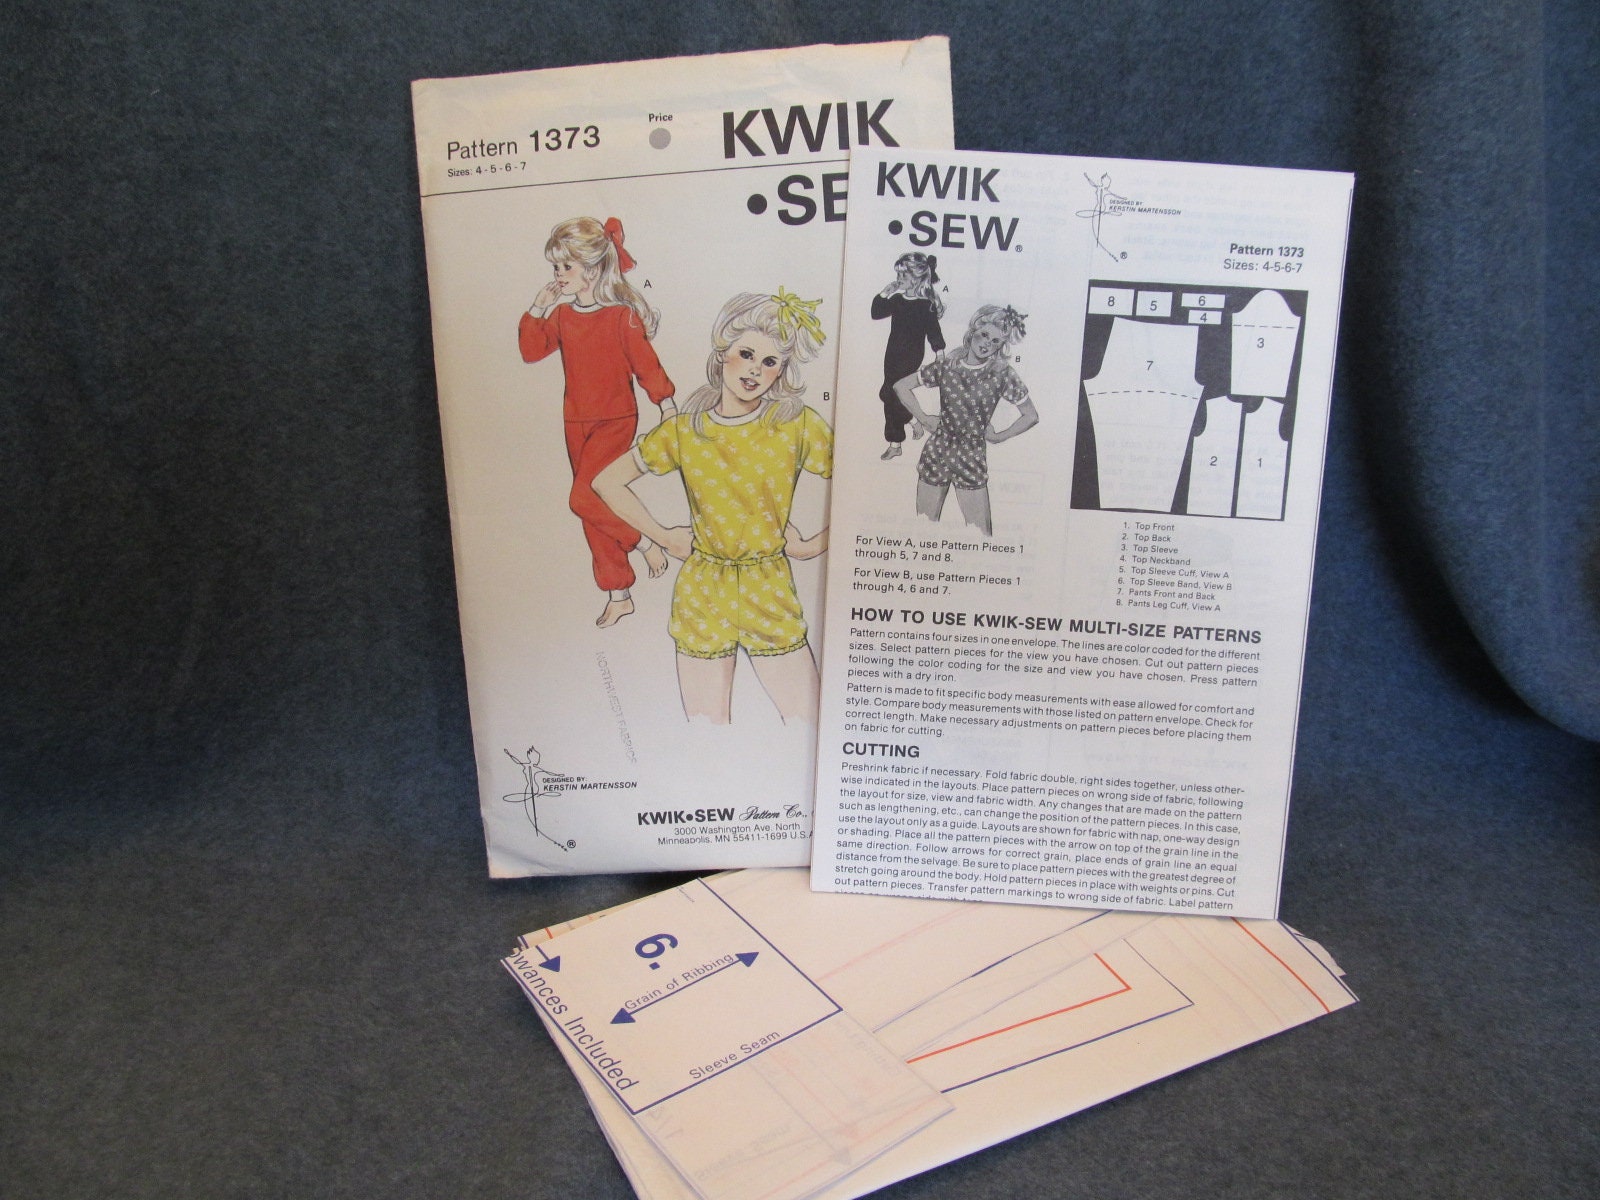 Pattern 1373
Sizes: 4-5-6-7
Price
KWIK
•SE
A
B
NORTHWEST FABRICS
DESIGNED BY:
KERSTIN MARTENSSON
®
KWIK•SEW Pattern Co.,
3000 Washington Ave. North
Minneapolis, MN 55411-1699 U.S.A
KWIK
•SEW®
DESIGNED BY:
KERSTIN MARTENSSON
®
Pattern 1373
Sizes: 4-5-6-7
A
B
8
5
6
4
3
7
2
1
1. Top Front
2. Top Back
3. Top Sleeve
4. Top Neckband
5. Top Sleeve Cuff, View A
6. Top Sleeve Band, View B
7. Pants Front and Back
8. Pants Leg Cuff, View A
For View A, use Pattern Pieces 1
through 5, 7 and 8.
For View B, use Pattern Pieces 1
through 4, 6 and 7.
HOW TO USE KWIK-SEW MULTI-SIZE PATTERNS
Pattern contains four sizes in one envelope. The lines are color coded for the different
sizes. Select pattern pieces for the view you have chosen. Cut out pattern pieces
following the color coding for the size and view you have chosen. Press pattern
pieces with a dry iron.
Pattern is made to fit specific body measurements with ease allowed for comfort and
style. Compare body measurements with those listed on pattern envelope. Check for
correct length. Make necessary adjustments on pattern pieces before placing them
on fabric for cutting.
CUTTING
Preshrink fabric if necessary. Fold fabric double, right sides together, unless other-
wise indicated in the layouts. Place pattern pieces on wrong side of fabric, following
the layout for size, view and fabric width. Any changes that are made on the pattern
such as lengthening, etc., can change the position of the pattern pieces. In this case,
use the layout only as a guide. Layouts are shown for fabric with nap, one-way design
or shading. Place all the pattern pieces with the arrow on top of the grain line in the
same direction. Follow arrows for correct grain, place ends of grain line an equal
distance from the selvage. Be sure to place pattern pieces with the greatest degree of
stretch going around the body. Hold pattern pieces in place with weights or pins. Cut
out pattern pieces. Transfer pattern markings to wrong side of fabric. Label pattern
6.
Grain of Ribbing
Sleeve Seam
owances Included